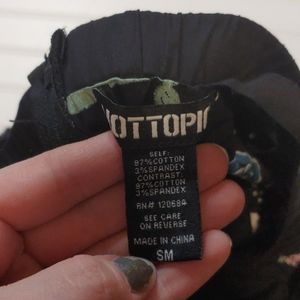 HOTTOPIC
SELF:
97%COTTON
3%SPANDEX
CONTRAST:
97%COTTON
3%SPANDEX
RN# 120684
SEE CARE
ON REVERSE
MADE IN CHINA
SM